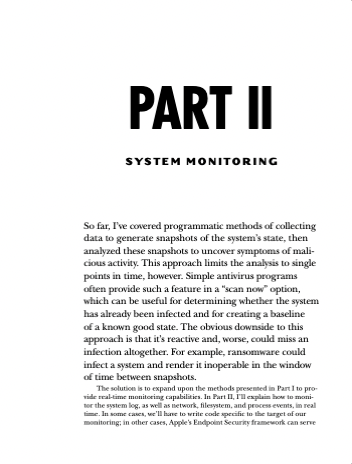 PART II
SYSTEM MONITORING
So far, I've covered programmatic methods of collecting
data to generate snapshots of the system's state, then
analyzed these snapshots to uncover symptoms of mali-
cious activity. This approach limits the analysis to single
points in time, however. Simple antivirus programs
often provide such a feature in a “scan now” option,
which can be useful for determining whether the system
has already been infected and for creating a baseline
of a known good state. The obvious downside to this
approach is that it's reactive and, worse, could miss an
infection altogether. For example, ransomware could
infect a system and render it inoperable in the window
of time between snapshots.
The solution is to expand upon the methods presented in Part I to pro-
vide real-time monitoring capabilities. In Part II, I'll explain how to moni-
tor the system log, as well as network, filesystem, and process events, in real
time. In some cases, we'll have to write code specific to the target of our
monitoring; in other cases, Apple's Endpoint Security framework can serve